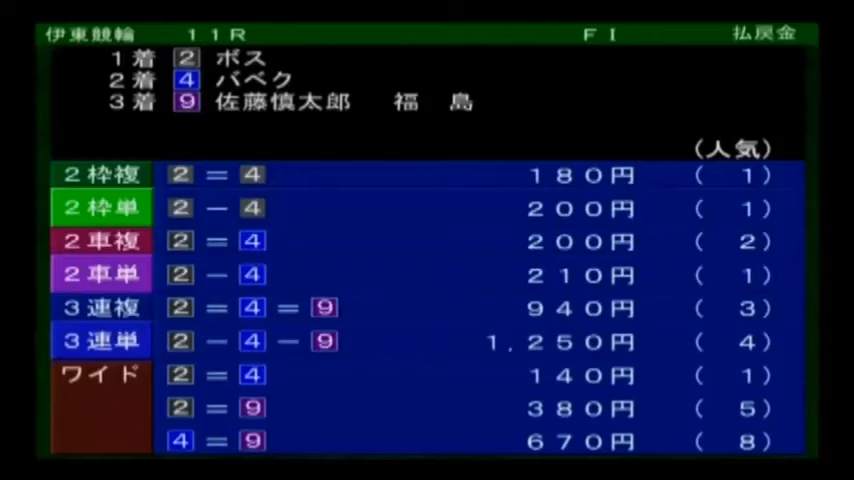 伊東競輪 11R FI 払戻金
1着 2 ボス
2着 4 バベク
3着 9 佐藤慎太郎 福島
(人気)
2枠複 2=4 180円 (1)
2枠単 2-4 200円 (1)
2車複 2=4 200円 (2)
2車単 2-4 210円 (1)
3連複 2=4=9 940円 (3)
3連単 2-4-9 1,250円 (4)
ワイド 2=4 140円 (1)
2=9 380円 (5)
4=9 670円 (8)